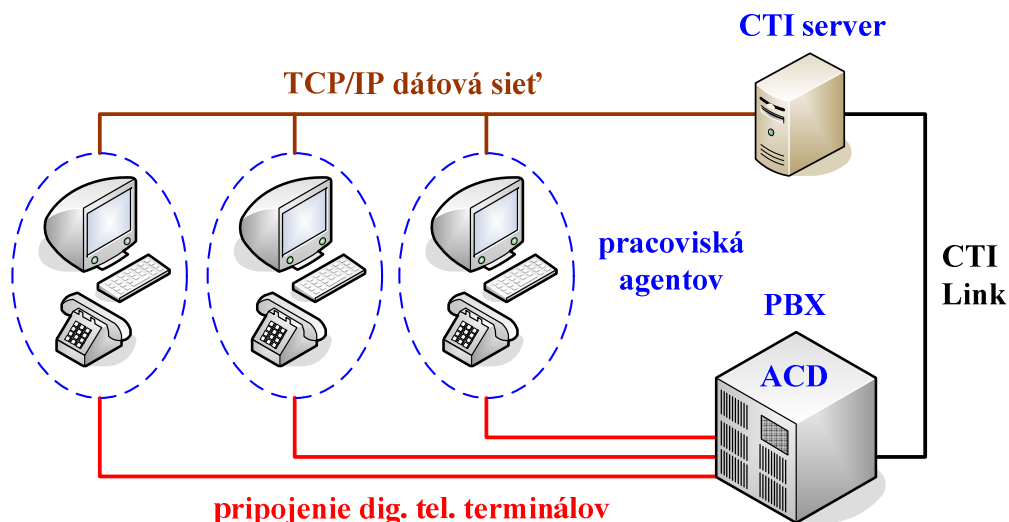 CTI server
TCP/IP dátová sieť
pracoviská
agentov
CTI
Link
PBX
ACD
pripojenie dig. tel. terminálov